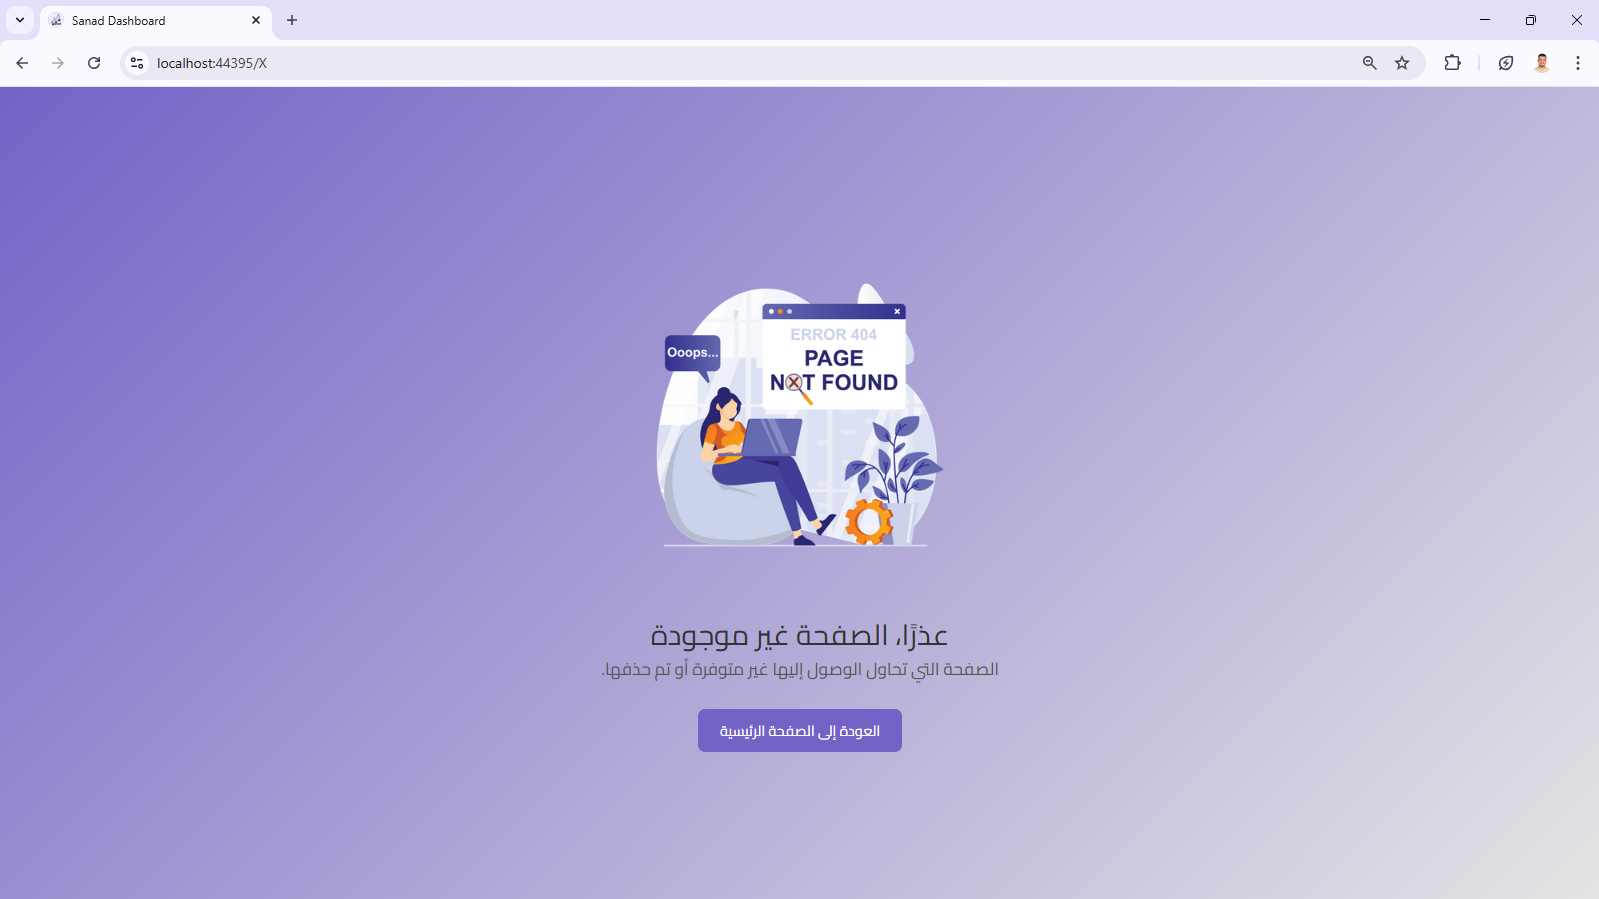 Sanad Dashboard
localhost:44395/X
ERROR 404
Ooops...
PAGE
NOT FOUND
عذرًا، الصفحة غير موجودة
الصفحة التي تحاول الوصول إليها غير متوفرة أو تم حذفها.
العودة إلى الصفحة الرئيسية